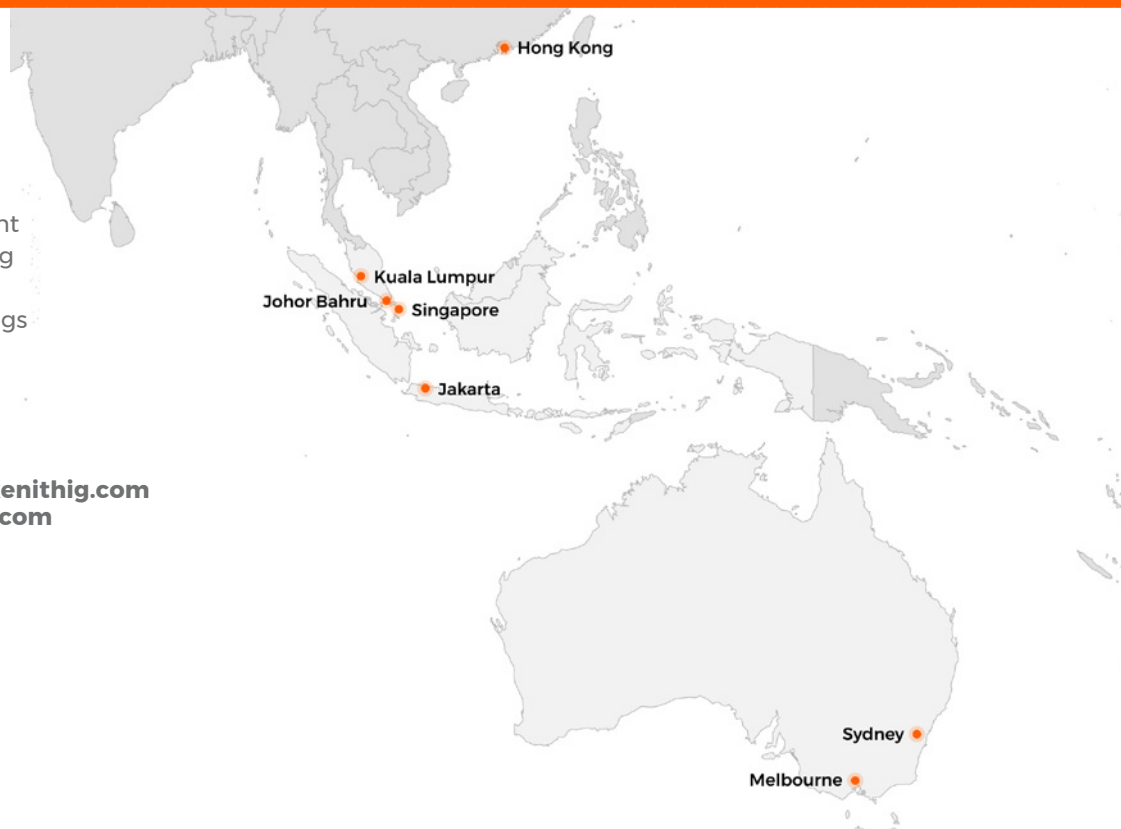 Hong Kong
nt
g
Kuala Lumpur
Johor Bahru
Singapore
gs
Jakarta
enithig.com
com
Sydney
Melbourne